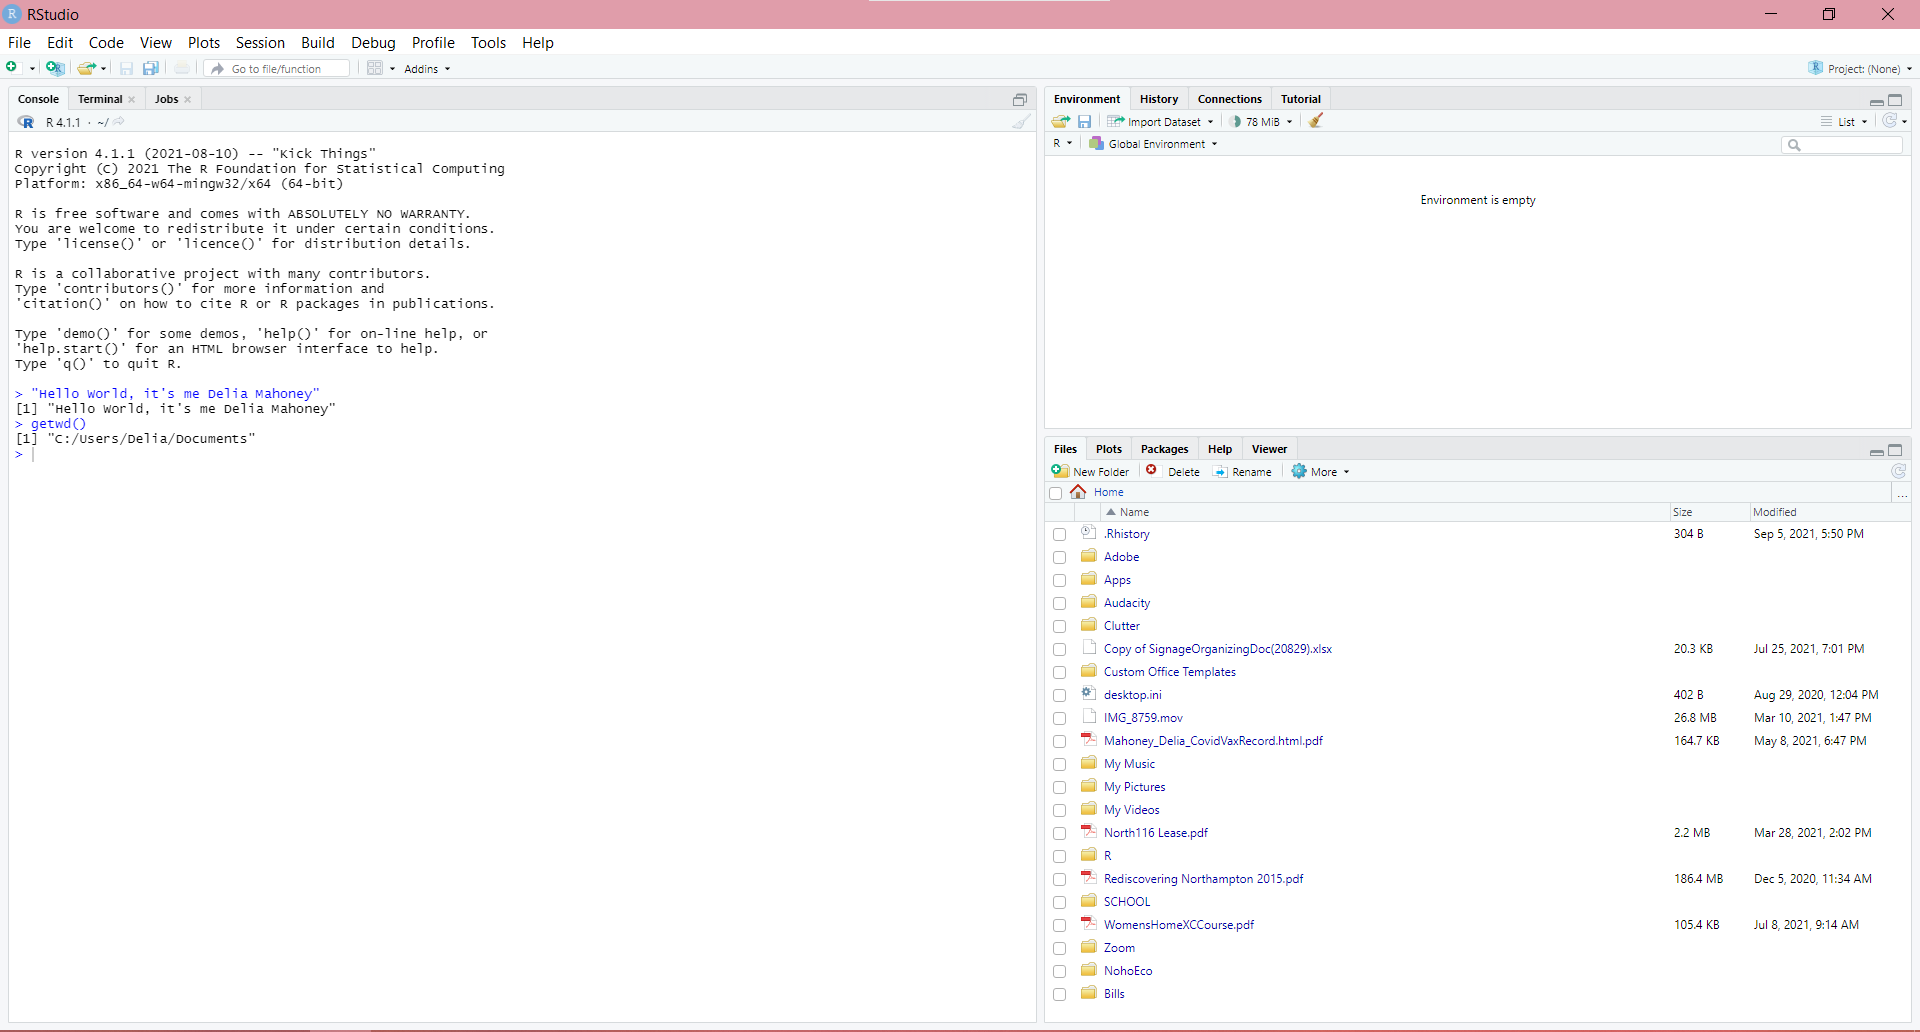 RStudio
File Edit Code View Plots Session Build Debug Profile Tools Help
Go to file/function Addins Project: (None)
Console Terminal Jobs
R 4.1.1 · ~/
R version 4.1.1 (2021-08-10) -- "Kick Things"
Copyright (C) 2021 The R Foundation for Statistical Computing
Platform: x86_64-w64-mingw32/x64 (64-bit)
R is free software and comes with ABSOLUTELY NO WARRANTY.
You are welcome to redistribute it under certain conditions.
Type 'license()' or 'licence()' for distribution details.
R is a collaborative project with many contributors.
Type 'contributors()' for more information and
'citation()' on how to cite R or R packages in publications.
Type 'demo()' for some demos, 'help()' for on-line help, or
'help.start()' for an HTML browser interface to help.
Type 'q()' to quit R.
> "Hello World, it's me Delia Mahoney"
[1] "Hello World, it's me Delia Mahoney"
> getwd()
[1] "C:/Users/Delia/Documents"
>
Environment History Connections Tutorial
Import Dataset 78 MiB List
R Global Environment
Environment is empty
Files Plots Packages Help Viewer
New Folder Delete Rename More
Home ...
Name Size Modified
.Rhistory 304 B Sep 5, 2021, 5:50 PM
Adobe
Apps
Audacity
Clutter
Copy of SignageOrganizingDoc(20829).xlsx 20.3 KB Jul 25, 2021, 7:01 PM
Custom Office Templates
desktop.ini 402 B Aug 29, 2020, 12:04 PM
IMG_8759.mov 26.8 MB Mar 10, 2021, 1:47 PM
Mahoney_Delia_CovidVaxRecord.html.pdf 164.7 KB May 8, 2021, 6:47 PM
My Music
My Pictures
My Videos
North116 Lease.pdf 2.2 MB Mar 28, 2021, 2:02 PM
R
Rediscovering Northampton 2015.pdf 186.4 MB Dec 5, 2020, 11:34 AM
SCHOOL
WomensHomeXCCourse.pdf 105.4 KB Jul 8, 2021, 9:14 AM
Zoom
NohoEco
Bills